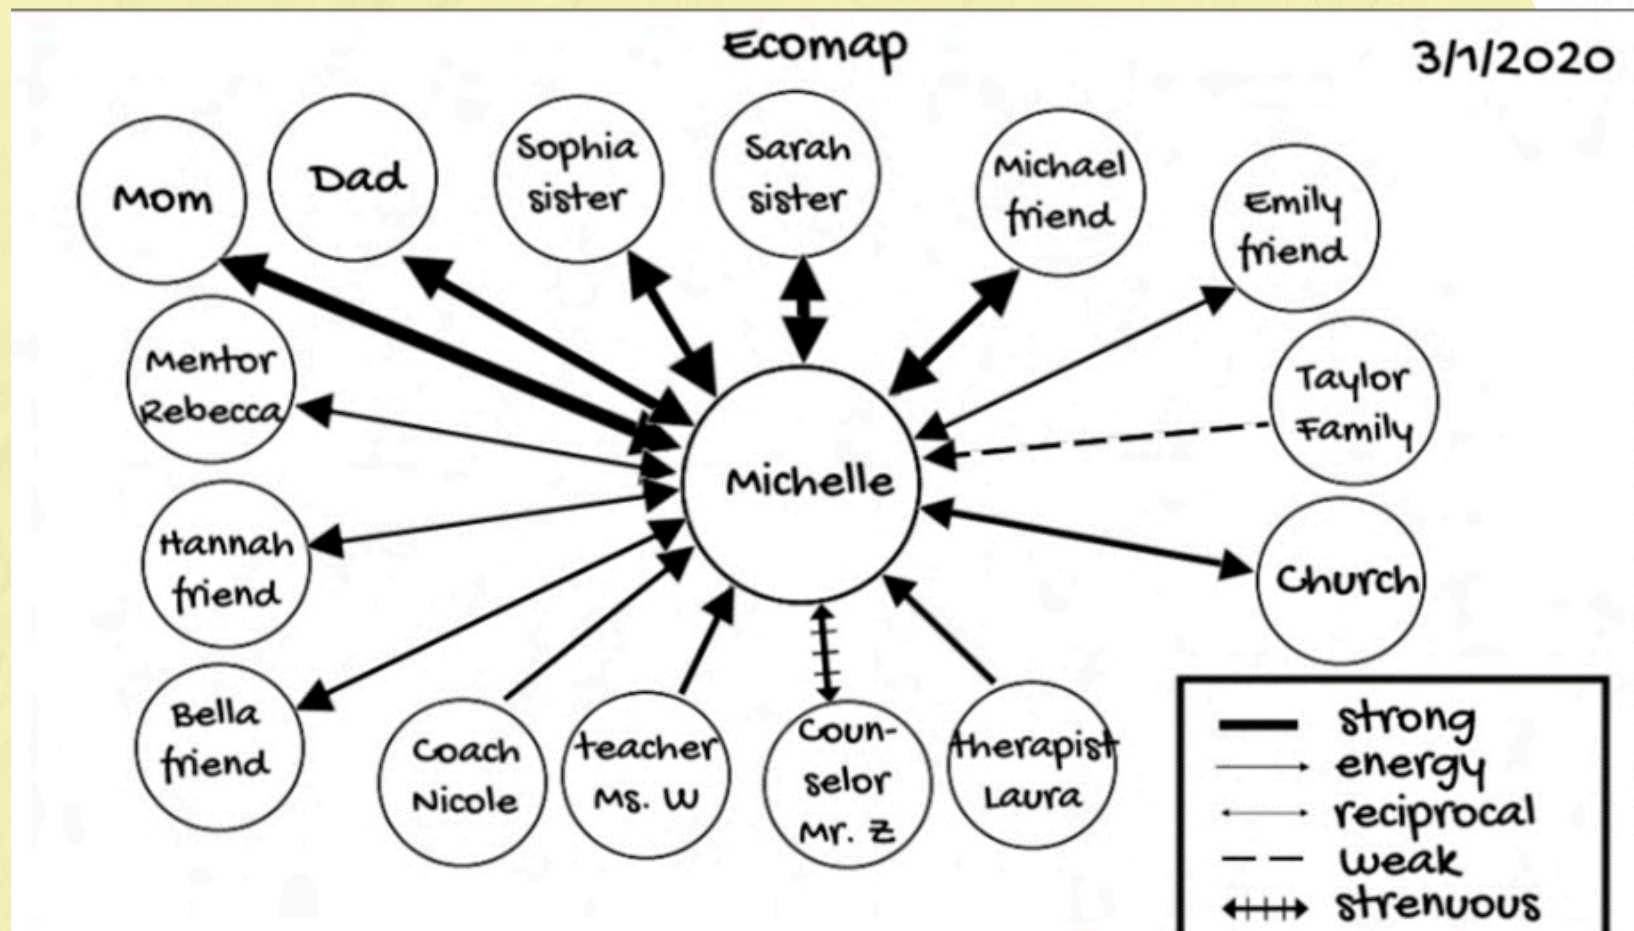 Ecomap
3/1/2020
Mom
Dad
Sophia
sister
Sarah
sister
Michael
friend
Emily
friend
Mentor
Rebecca
Taylor
Family
Michelle
Hannah
friend
Church
Bella
friend
Coach
Nicole
teacher
Ms. W
Coun-
selor
Mr. Z
therapist
Laura
strong
energy
reciprocal
weak
strenuous